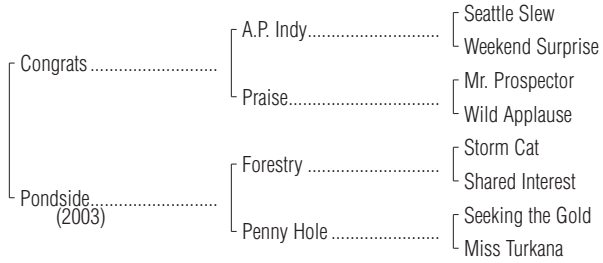 Seattle Slew
A.P. Indy
Weekend Surprise
Congrats
Mr. Prospector
Praise
Wild Applause
Storm Cat
Forestry
Shared Interest
Pondside
(2003)
Seeking the Gold
Penny Hole
Miss Turkana